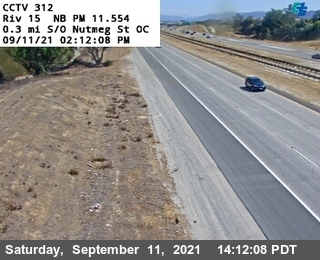 CCTV 312
Riv 15 NB PM 11.554
0.3 mi S/O Nutmeg St OC
09/11/21 02:12:08 PM
Saturday, September 11, 2021 14:12:08 PDT